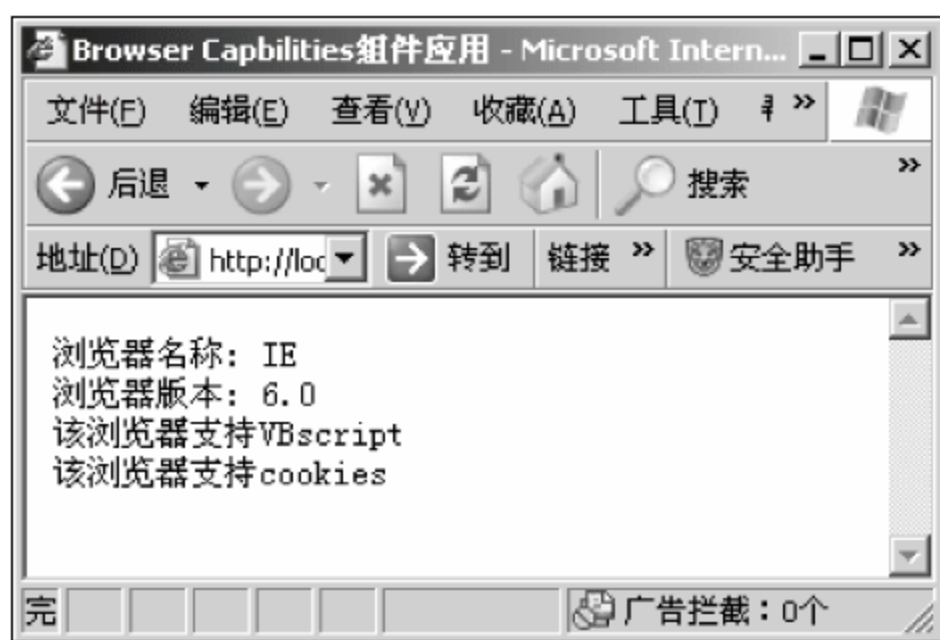 Browser Capbilities组件应用 - Microsoft Intern...
文件(F) 编辑(E) 查看(V) 收藏(A) 工具(T) »
后退 搜索 »
地址(D) http://loc 转到 链接 » 安全助手 »
浏览器名称: IE
浏览器版本: 6.0
该浏览器支持VBscript
该浏览器支持cookies
完 广告拦截：0个